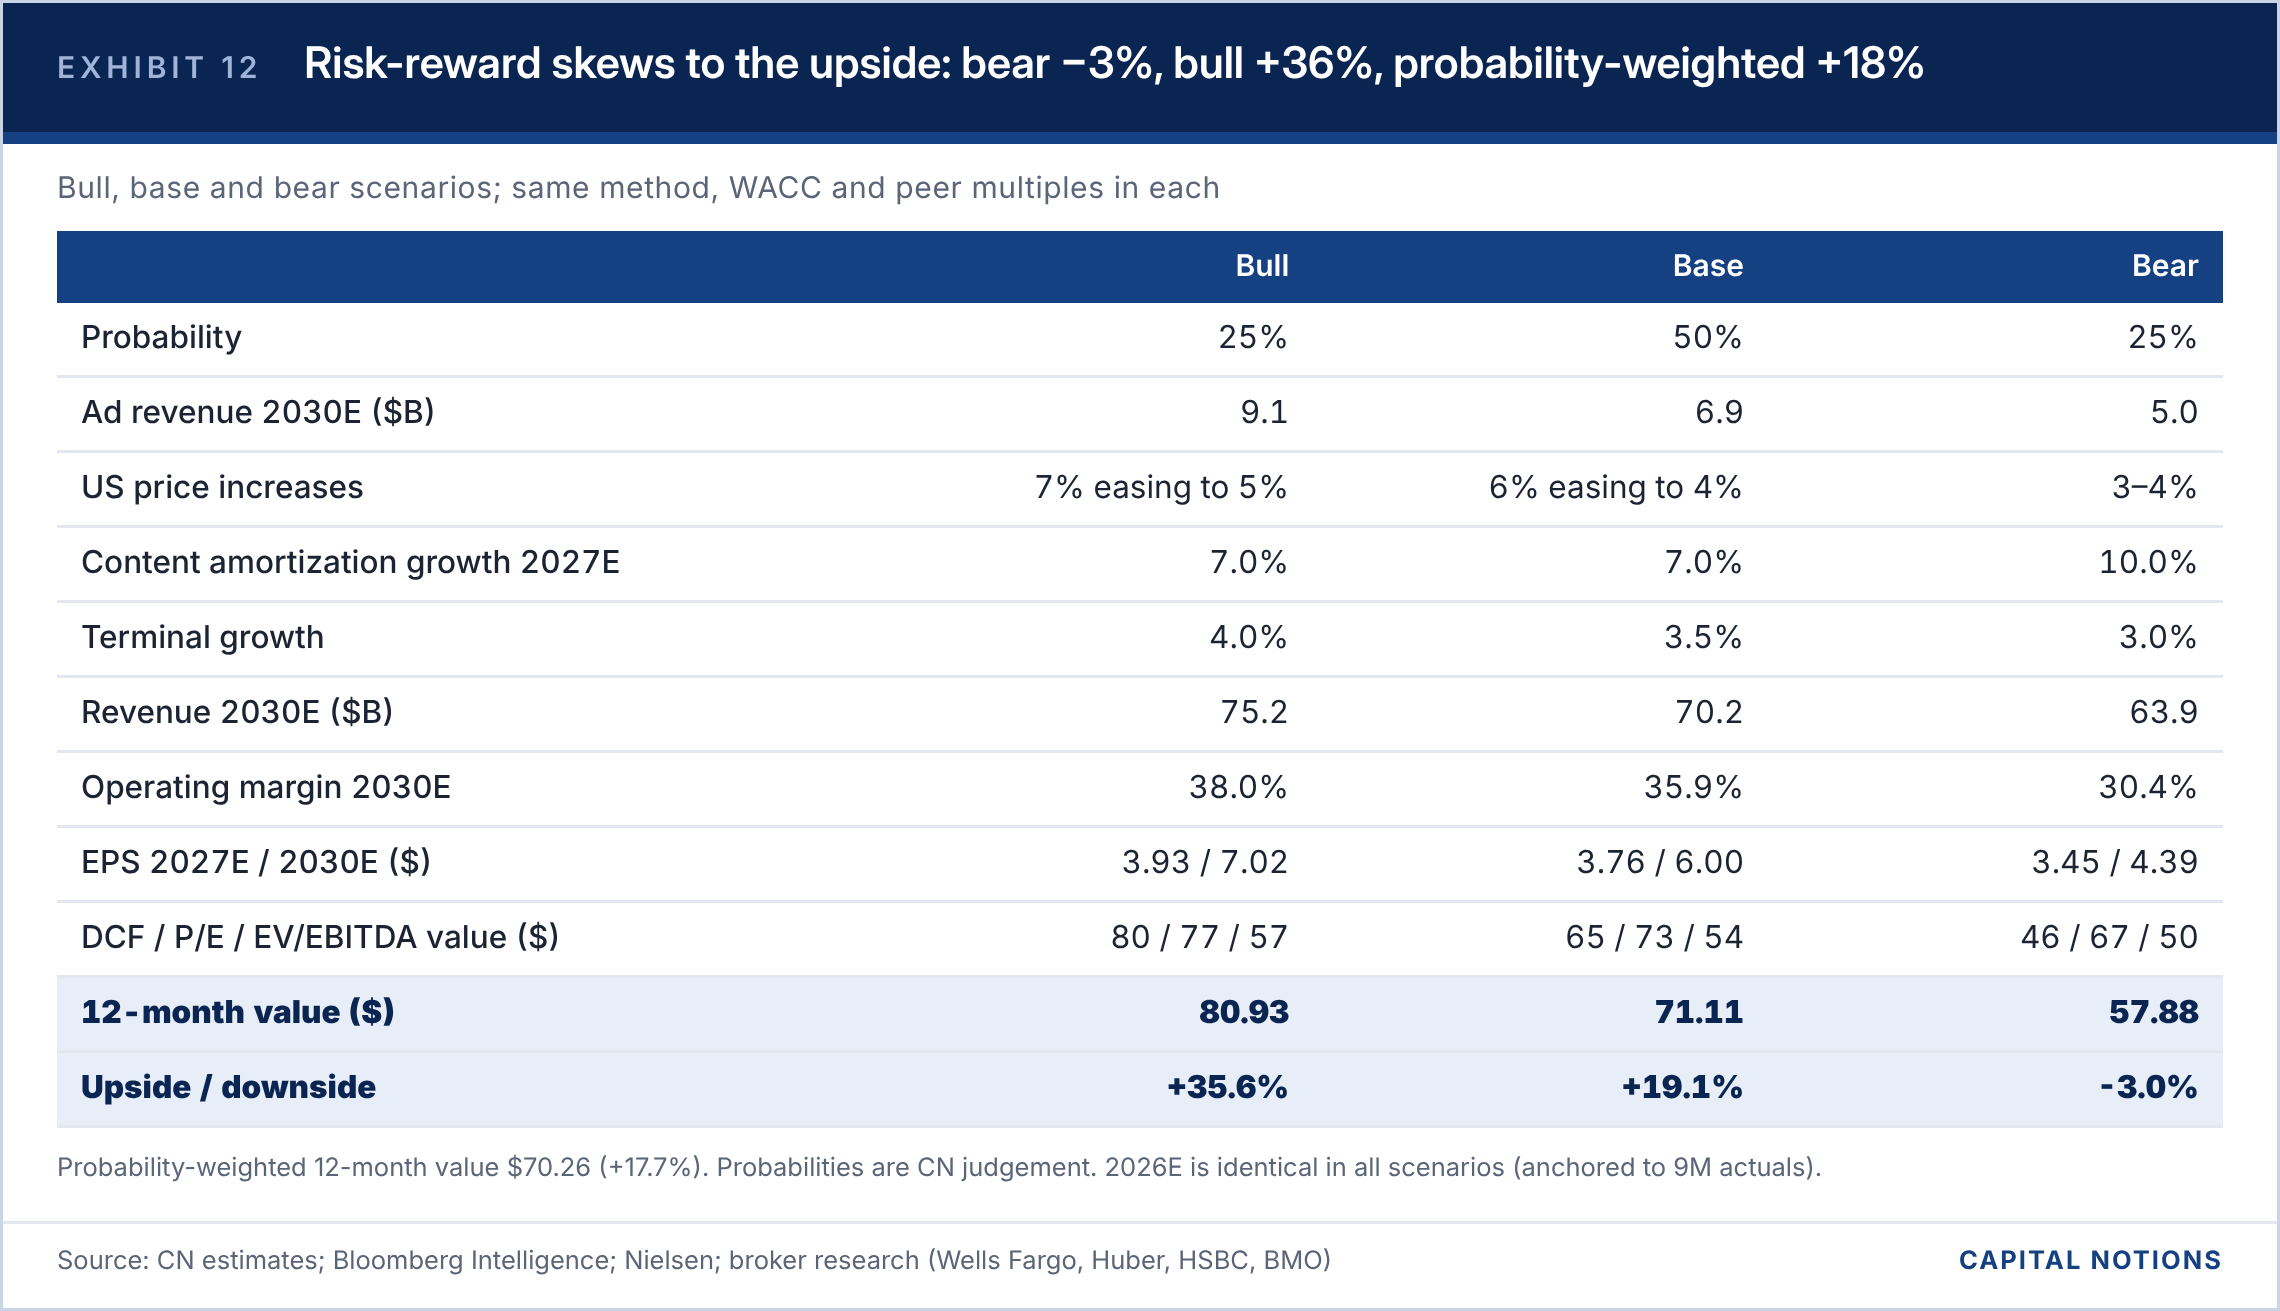 EXHIBIT 12 Risk-reward skews to the upside: bear −3%, bull +36%, probability-weighted +18%
Bull, base and bear scenarios; same method, WACC and peer multiples in each
Bull Base Bear
Probability 25% 50% 25%
Ad revenue 2030E ($B) 9.1 6.9 5.0
US price increases 7% easing to 5% 6% easing to 4% 3–4%
Content amortization growth 2027E 7.0% 7.0% 10.0%
Terminal growth 4.0% 3.5% 3.0%
Revenue 2030E ($B) 75.2 70.2 63.9
Operating margin 2030E 38.0% 35.9% 30.4%
EPS 2027E / 2030E ($) 3.93 / 7.02 3.76 / 6.00 3.45 / 4.39
DCF / P/E / EV/EBITDA value ($) 80 / 77 / 57 65 / 73 / 54 46 / 67 / 50
12-month value ($) 80.93 71.11 57.88
Upside / downside +35.6% +19.1% -3.0%
Probability-weighted 12-month value $70.26 (+17.7%). Probabilities are CN judgement. 2026E is identical in all scenarios (anchored to 9M actuals).
Source: CN estimates; Bloomberg Intelligence; Nielsen; broker research (Wells Fargo, Huber, HSBC, BMO) CAPITAL NOTIONS